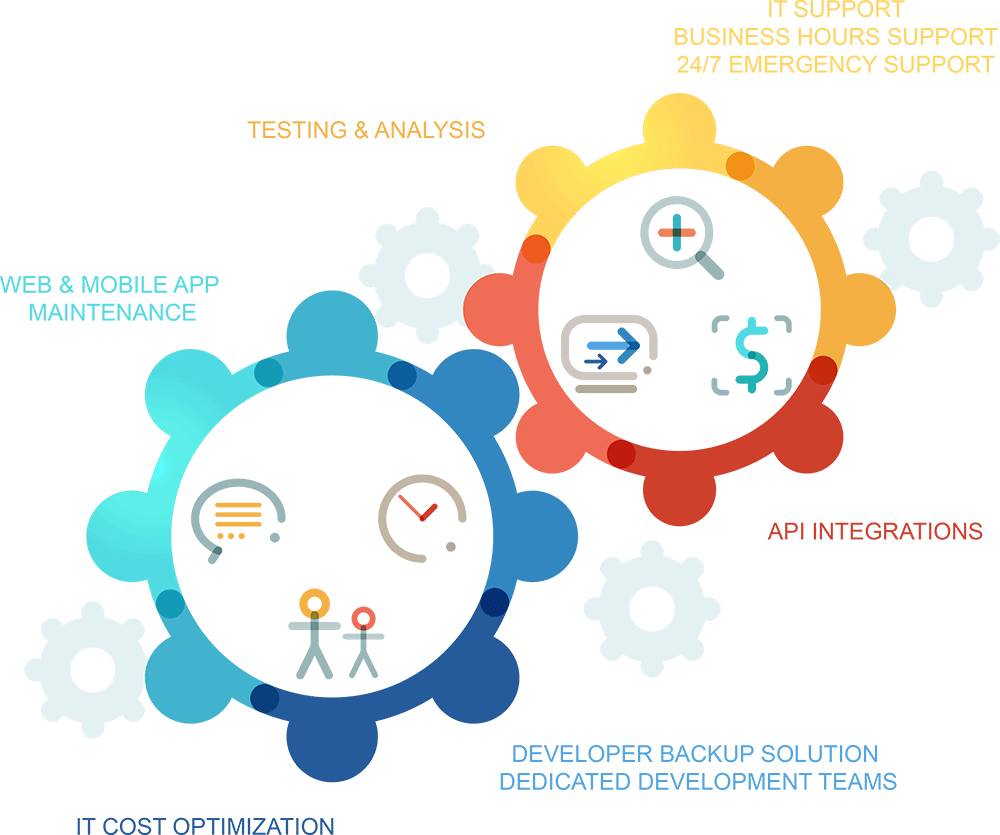 IT SUPPORT
BUSINESS HOURS SUPPORT
24/7 EMERGENCY SUPPORT
TESTING & ANALYSIS
WEB & MOBILE APP
MAINTENANCE
API INTEGRATIONS
DEVELOPER BACKUP SOLUTION
DEDICATED DEVELOPMENT TEAMS
IT COST OPTIMIZATION